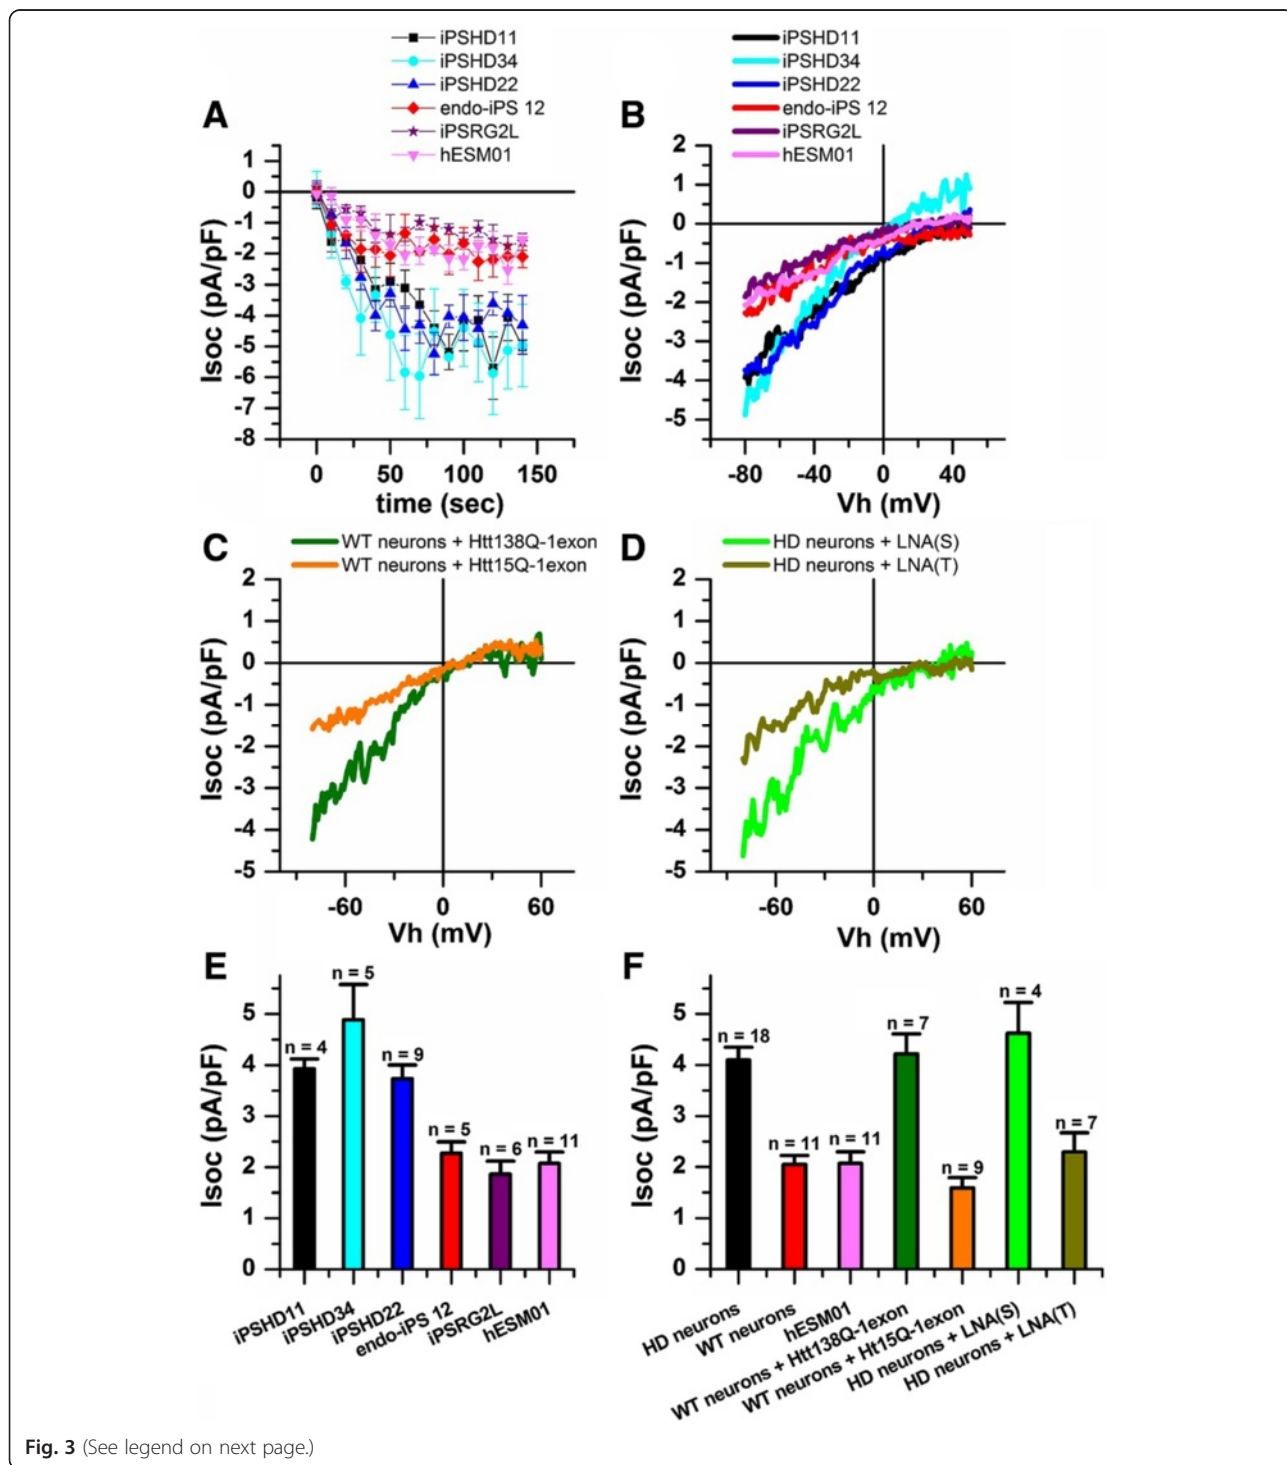 A
iPSHD11
iPSHD34
iPSHD22
endo-iPS 12
iPSRG2L
hESM01
1
0
-1
-2
-3
-4
-5
-6
-7
-8
Isoc (pA/pF)
0 50 100 150
time (sec)
B
iPSHD11
iPSHD34
iPSHD22
endo-iPS 12
iPSRG2L
hESM01
2
1
0
-1
-2
-3
-4
-5
Isoc (pA/pF)
-80 -40 0 40
Vh (mV)
C
WT neurons + Htt138Q-1exon
WT neurons + Htt15Q-1exon
2
1
0
-1
-2
-3
-4
-5
Isoc (pA/pF)
-60 0 60
Vh (mV)
D
HD neurons + LNA(S)
HD neurons + LNA(T)
2
1
0
-1
-2
-3
-4
-5
Isoc (pA/pF)
-60 0 60
Vh (mV)
E
5
4
3
2
1
0
Isoc (pA/pF)
n = 4
n = 5
n = 9
n = 5
n = 6
n = 11
iPSHD11
iPSHD34
iPSHD22
endo-iPS 12
iPSRG2L
hESM01
F
5
4
3
2
1
0
Isoc (pA/pF)
n = 18
n = 11
n = 11
n = 7
n = 9
n = 4
n = 7
HD neurons
WT neurons
hESM01
WT neurons + Htt138Q-1exon
WT neurons + Ht15Q-1exon
HD neurons + LNA(S)
HD neurons + LNA(T)
Fig. 3 (See legend on next page.)